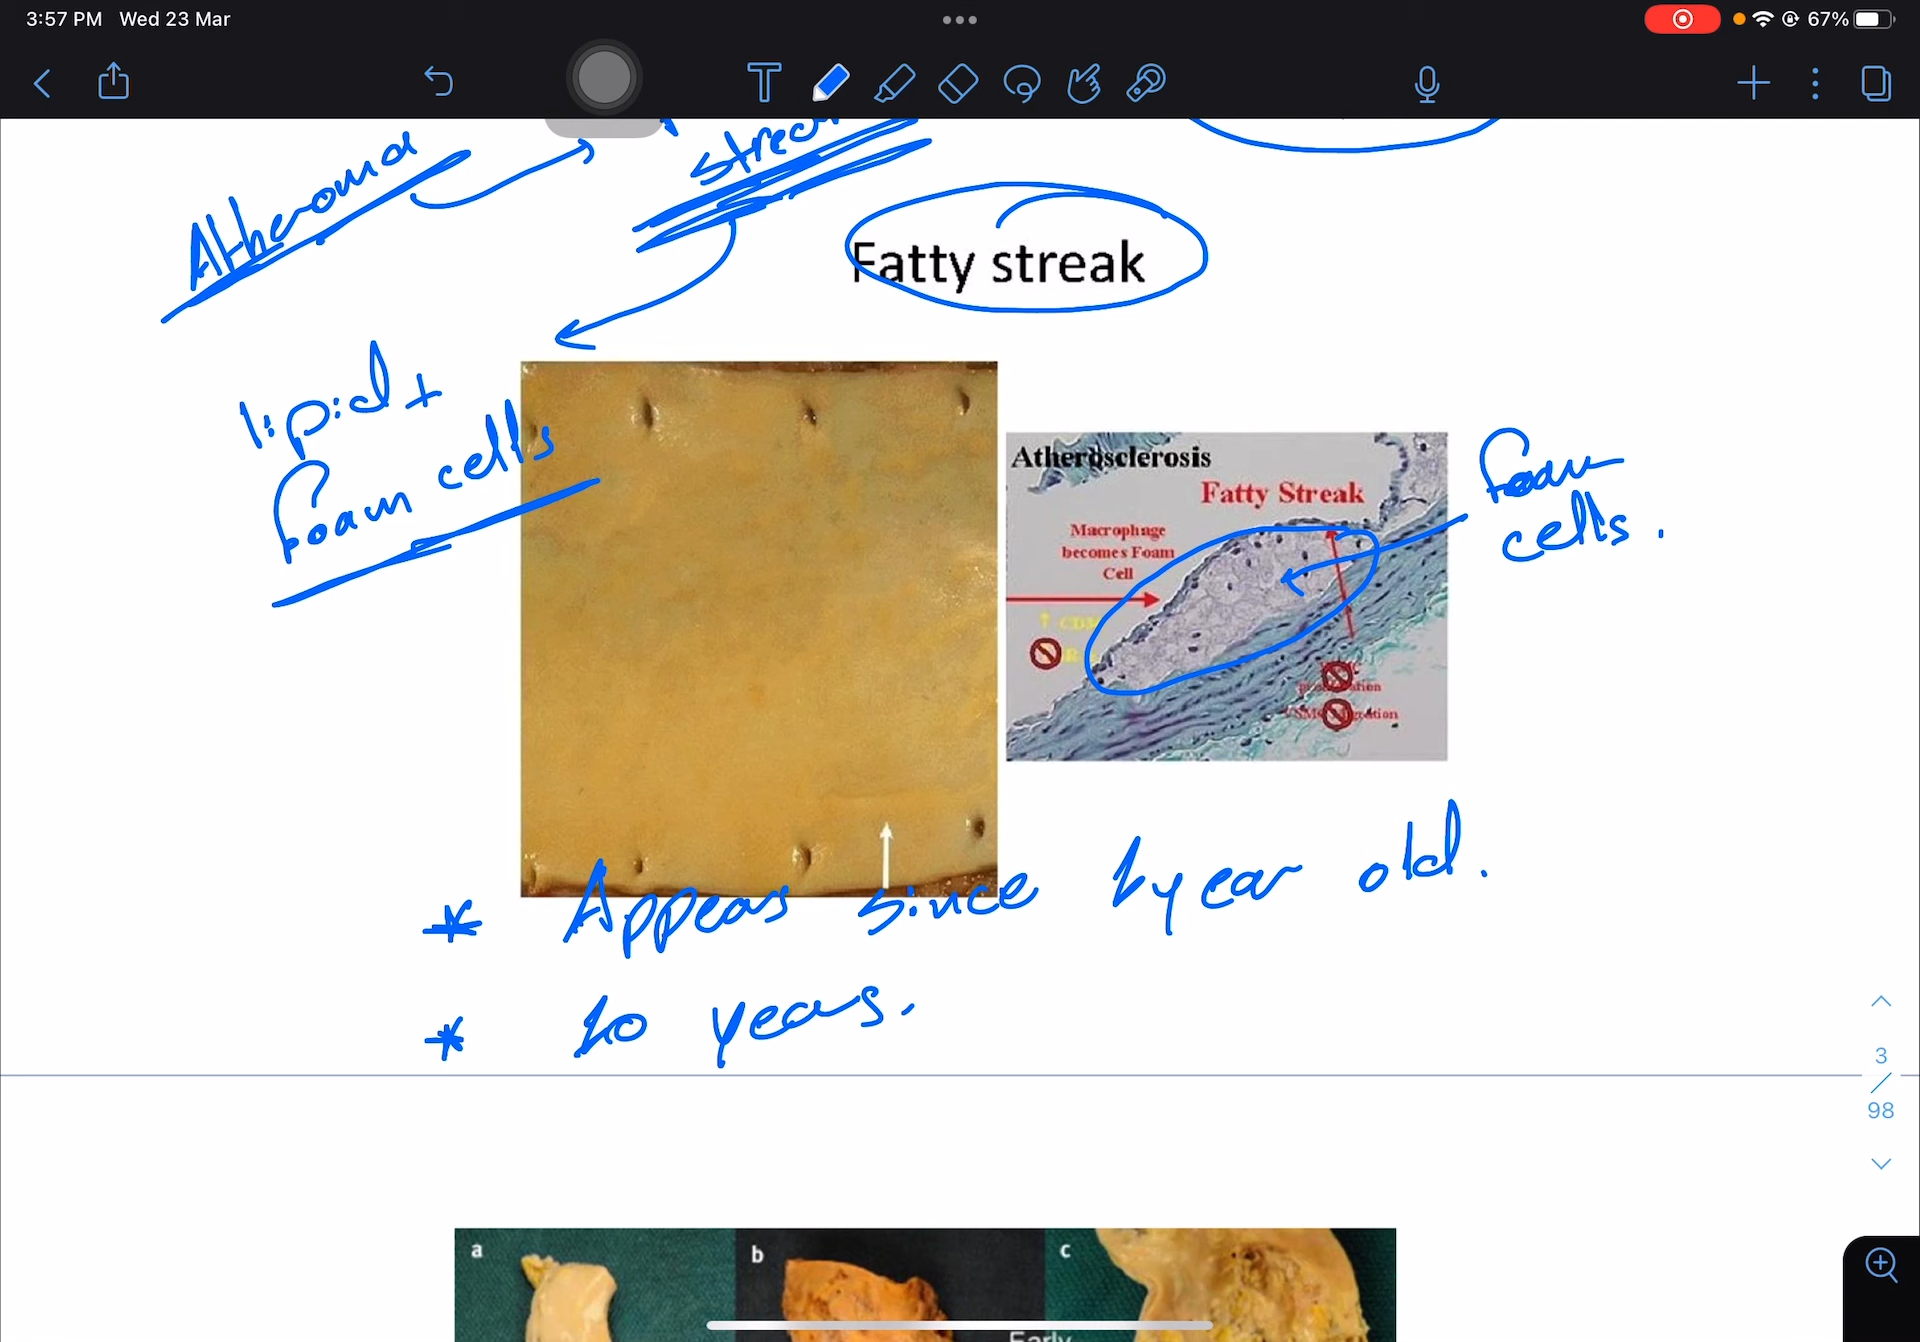 3:57 PM Wed 23 Mar
67%
Atheroma
Fatty streak
lipid +
foam cells
Atherosclerosis
Fatty Streak
Macrophage
becomes Foam
Cell
Foam
cells.
* Appears since 1 year old.
* 10 years.
3
/
98
a b c
Early